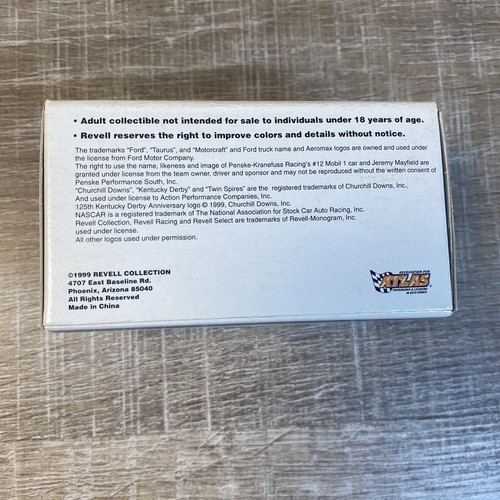 • Adult collectible not intended for sale to individuals under 18 years of age.
• Revell reserves the right to improve colors and details without notice.
The trademarks "Ford", "Taurus", and "Motorcraft" and Ford truck name and Aeromax logos are owned and used under
the license from Ford Motor Company.
The right to use the name, likeness and image of Penske-Kranefuss Racing's #12 Mobil 1 car and Jeremy Mayfield are
granted under license from the team owner, driver and sponsor and may not be reproduced without the written consent of
Penske Performance South, Inc.
"Churchill Downs", "Kentucky Derby" and "Twin Spires" are the registered trademarks of Churchill Downs, Inc.,
And used under license to Action Performance Companies, Inc.
125th Kentucky Derby Anniversary logo © 1999, Churchill Downs, Inc.
NASCAR is a registered trademark of The National Association for Stock Car Auto Racing, Inc.
Revell Collection, Revell Racing and Revell Select are trademarks of Revell-Monogram, Inc.
used under license.
All other logos used under permission.
©1999 REVELL COLLECTION
4707 East Baseline Rd.
Phoenix, Arizona 85040
All Rights Reserved
Made in China
ASSOCIATION FOR
ATLAS
TRADEMARKS & LICENSING
IN AUTO SPORTS